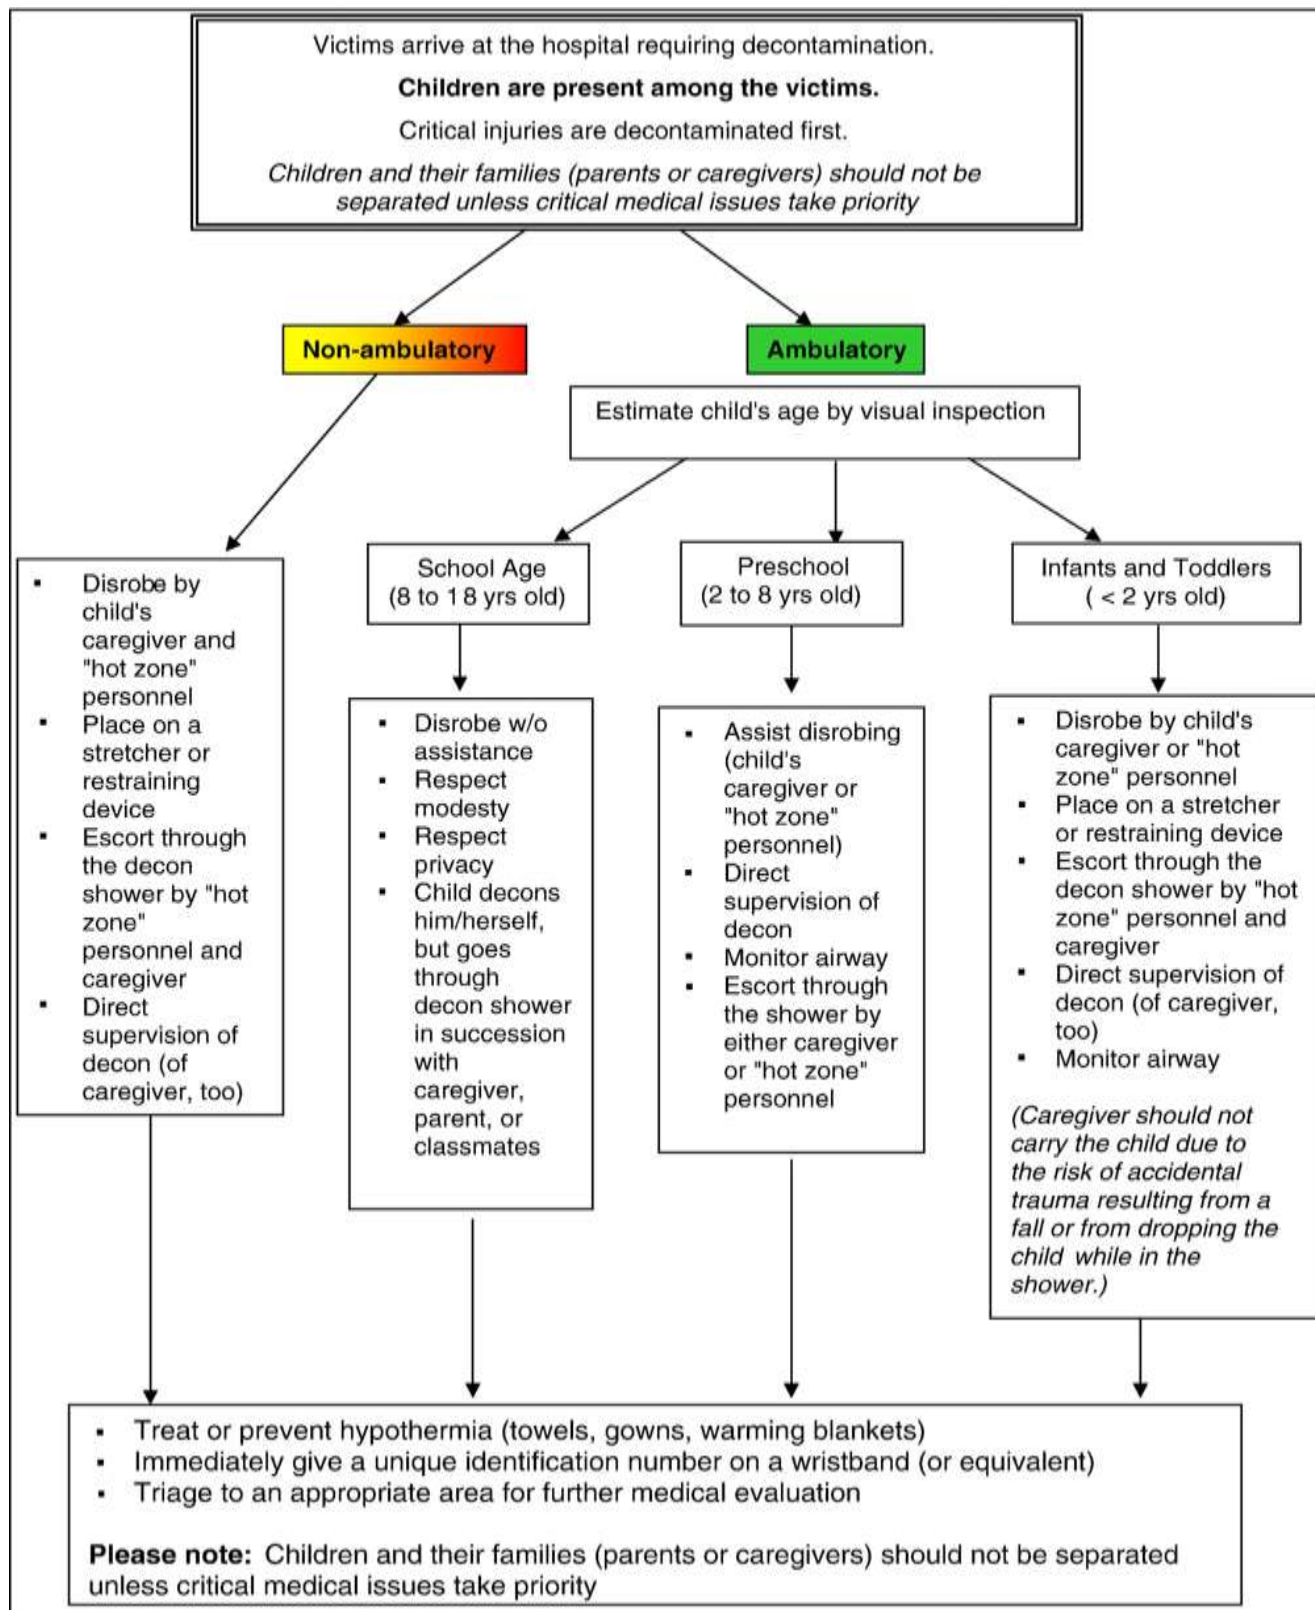 Victims arrive at the hospital requiring decontamination.
Children are present among the victims.
Critical injuries are decontaminated first.
Children and their families (parents or caregivers) should not be
separated unless critical medical issues take priority
Non-ambulatory
Ambulatory
Estimate child's age by visual inspection
▪ Disrobe by
child's
caregiver and
"hot zone"
personnel
▪ Place on a
stretcher or
restraining
device
▪ Escort through
the decon
shower by "hot
zone"
personnel and
caregiver
▪ Direct
supervision of
decon (of
caregiver, too)
School Age
(8 to 18 yrs old)
▪ Disrobe w/o
assistance
▪ Respect
modesty
▪ Respect
privacy
▪ Child decons
him/herself,
but goes
through
decon shower
in succession
with
caregiver,
parent, or
classmates
Preschool
(2 to 8 yrs old)
▪ Assist disrobing
(child's
caregiver or
"hot zone"
personnel)
▪ Direct
supervision of
decon
▪ Monitor airway
▪ Escort through
the shower by
either caregiver
or "hot zone"
personnel
Infants and Toddlers
( < 2 yrs old)
▪ Disrobe by child's
caregiver or "hot
zone" personnel
▪ Place on a stretcher
or restraining device
▪ Escort through the
decon shower by "hot
zone" personnel and
caregiver
▪ Direct supervision of
decon (of caregiver,
too)
▪ Monitor airway
(Caregiver should not
carry the child due to
the risk of accidental
trauma resulting from a
fall or from dropping the
child while in the
shower.)
▪ Treat or prevent hypothermia (towels, gowns, warming blankets)
▪ Immediately give a unique identification number on a wristband (or equivalent)
▪ Triage to an appropriate area for further medical evaluation
Please note: Children and their families (parents or caregivers) should not be separated
unless critical medical issues take priority